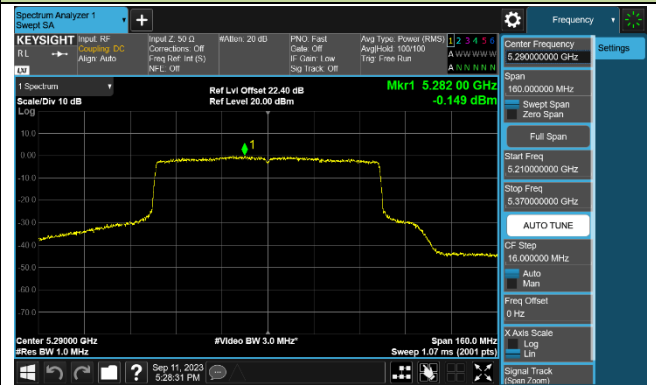 Spectrum Analyzer 1
Swept SA
+
Frequency
KEYSIGHT
RL
LXI
Input: RF
Coupling: DC
Align: Auto
Input Z: 50 Ω
Corrections: Off
Freq Ref: Int (S)
NFE: Off
#Atten: 20 dB
PNO: Fast
Gate: Off
IF Gain: Low
Sig Track: Off
Avg Type: Power (RMS)
Avg|Hold: 100/100
Trig: Free Run
1 2 3 4 5 6
A W W W W W
A N N N N N
1 Spectrum
Scale/Div 10 dB
Log
Ref Lvl Offset 22.40 dB
Ref Level 20.00 dBm
Mkr1 5.282 00 GHz
-0.149 dBm
1
10.0
0.00
-10.0
-20.0
-30.0
-40.0
-50.0
-60.0
-70.0
Center 5.29000 GHz
#Res BW 1.0 MHz
#Video BW 3.0 MHz*
Span 160.0 MHz
Sweep 1.07 ms (2001 pts)
Sep 11, 2023
5:28:31 PM
?
Center Frequency
5.290000000 GHz
Settings
Span
160.000000 MHz
Swept Span
Zero Span
Full Span
Start Freq
5.210000000 GHz
Stop Freq
5.370000000 GHz
AUTO TUNE
CF Step
16.000000 MHz
Auto
Man
Freq Offset
0 Hz
X Axis Scale
Log
Lin
Signal Track
(Span Zoom)